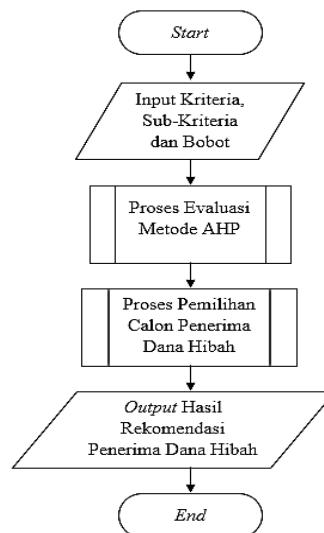 Start
Input Kriteria,
Sub-Kriteria
dan Bobot
Proses Evaluasi
Metode AHP
Proses Pemilihan
Calon Penerima
Dana Hibah
Output Hasil
Rekomendasi
Penerima Dana Hibah
End